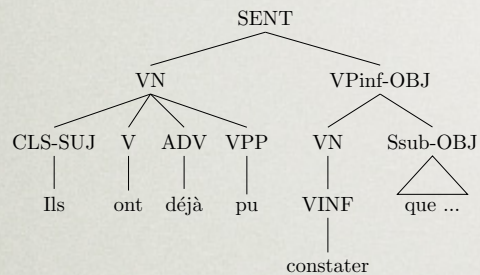 SENT
VN VPinf-OBJ
CLS-SUJ V ADV VPP VN Ssub-OBJ
Ils ont déjà pu VINF que ...
constater